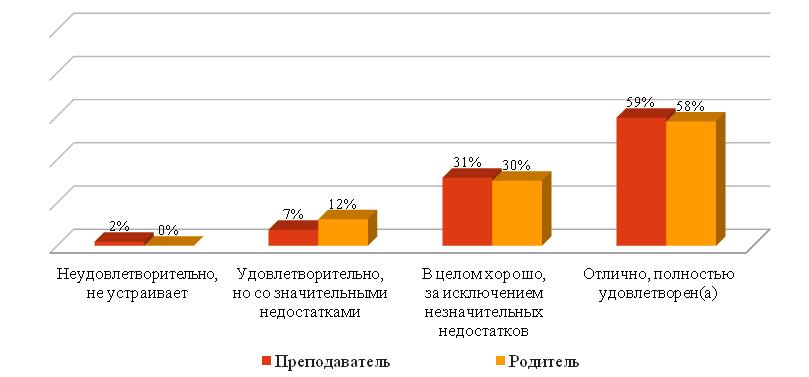 59%
58%
31%
30%
12%
7%
2%
0%
Неудовлетворительно,
не устраивает
Удовлетворительно,
но со значительными
недостатками
В целом хорошо,
за исключением
незначительных
недостатков
Отлично, полностью
удовлетворен(а)
Преподаватель
Родитель